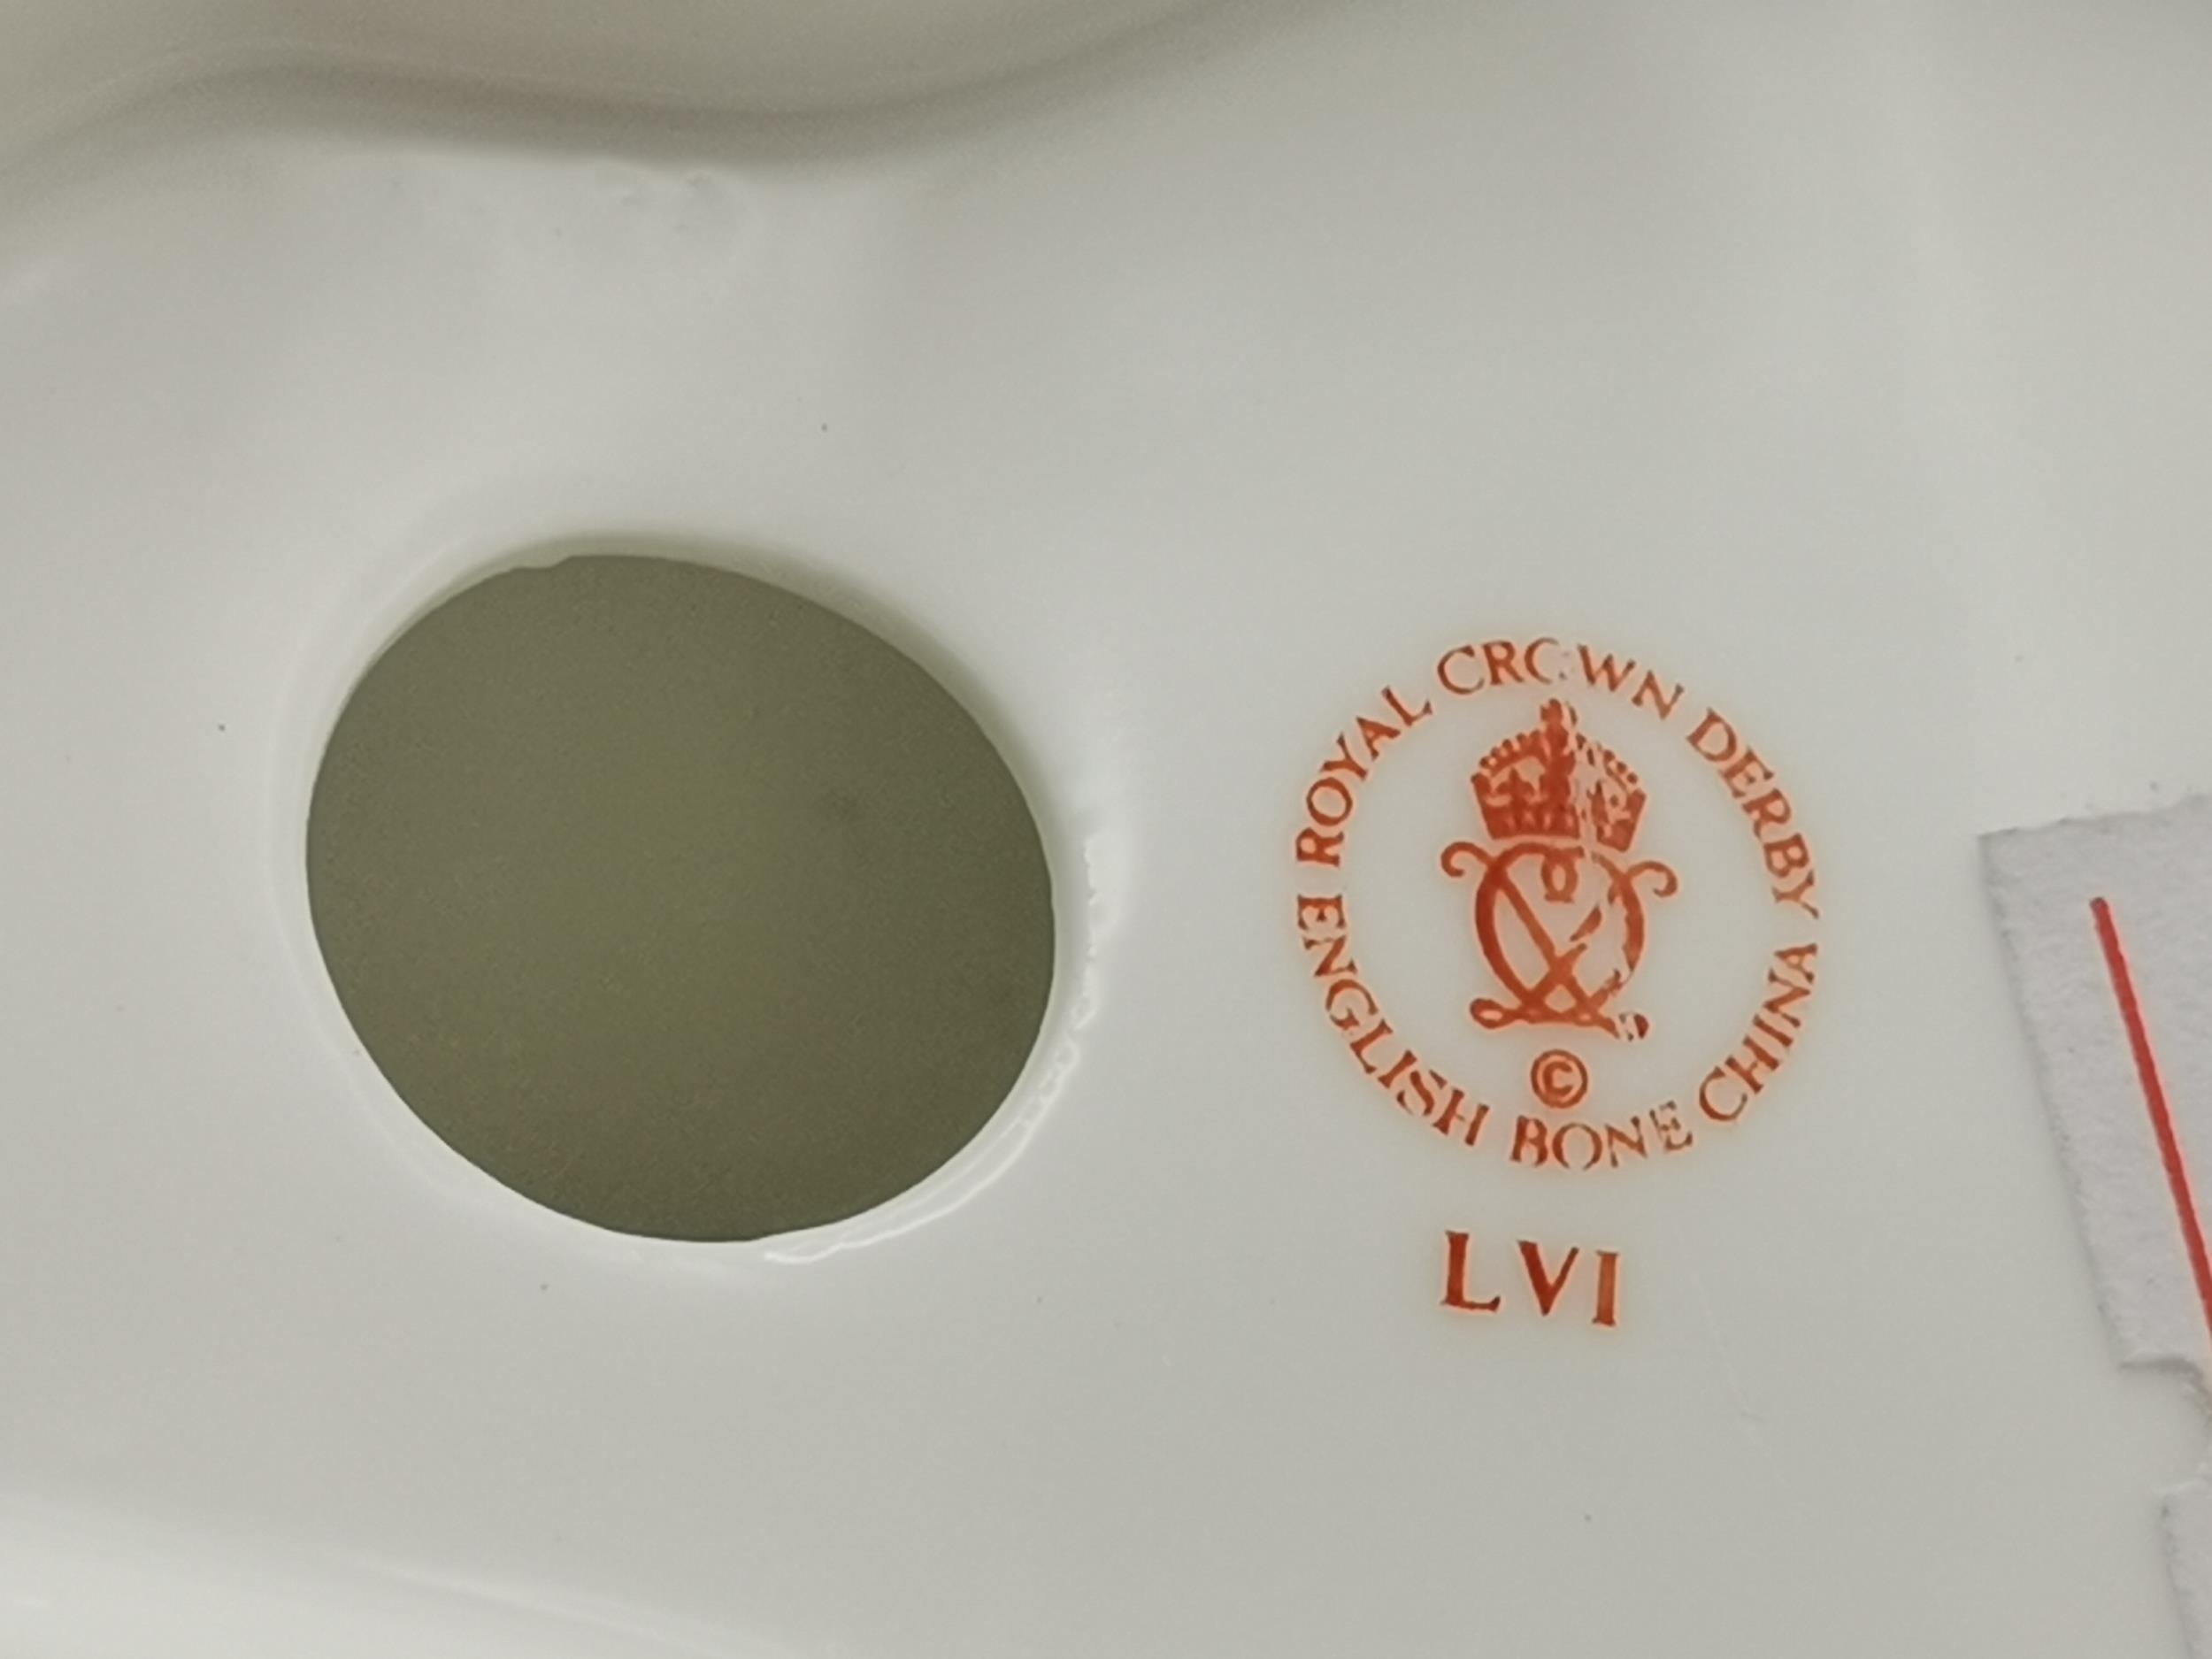 ROYAL CROWN DERBY
ENGLISH BONE CHINA
©
LVI